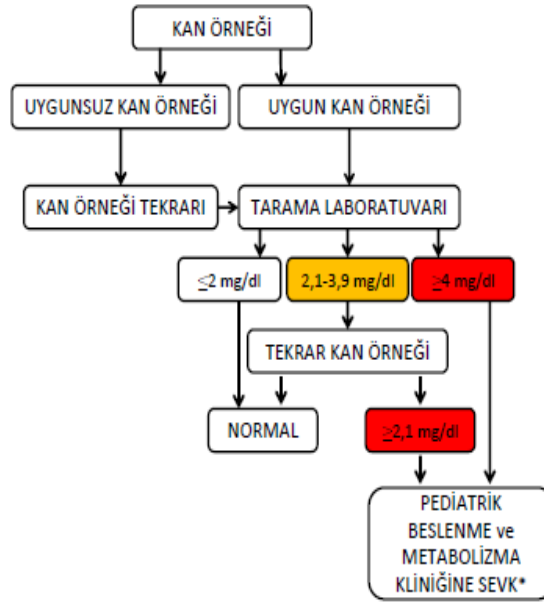 KAN ÖRNEĞİ
UYGUNSUZ KAN ÖRNEĞİ
UYGUN KAN ÖRNEĞİ
KAN ÖRNEĞİ TEKRARI
TARAMA LABORATUVARI
≤2 mg/dl
2,1-3,9 mg/dl
≥4 mg/dl
TEKRAR KAN ÖRNEĞİ
NORMAL
≥2,1 mg/dl
PEDİATRİK
BESLENME ve
METABOLİZMA
KLİNİĞİNE SEVK*